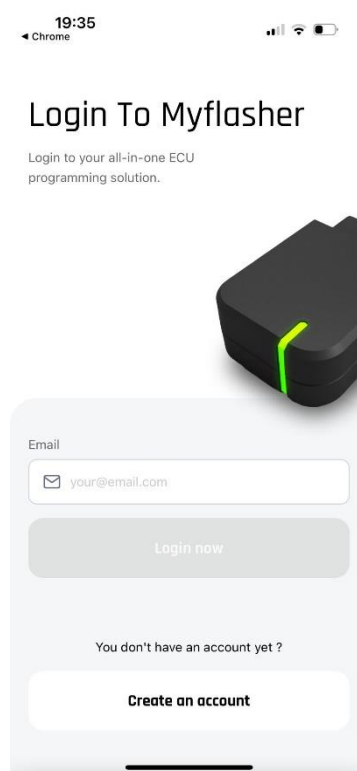 19:35
◀ Chrome
Login To Myflasher
Login to your all-in-one ECU
programming solution.
Email
your@email.com
Login now
You don't have an account yet ?
Create an account